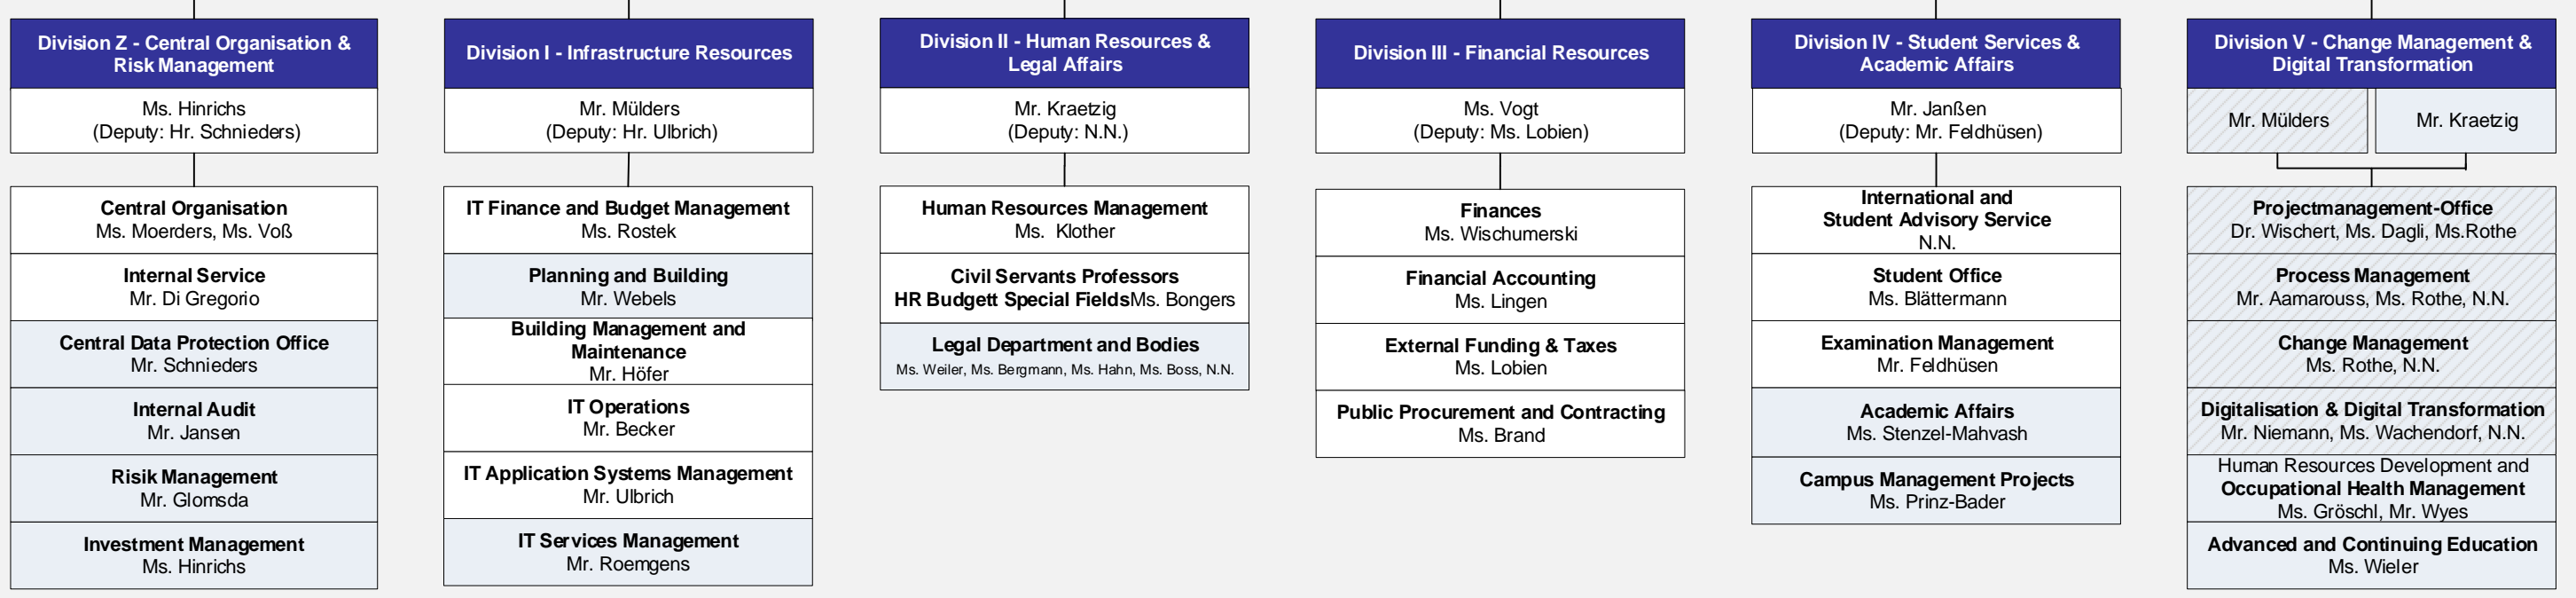 Division Z - Central Organisation &
Risk Management
Ms. Hinrichs
(Deputy: Hr. Schnieders)
Central Organisation
Ms. Moerders, Ms. Voß
Internal Service
Mr. Di Gregorio
Central Data Protection Office
Mr. Schnieders
Internal Audit
Mr. Jansen
Risik Management
Mr. Glomsda
Investment Management
Ms. Hinrichs
Division I - Infrastructure Resources
Mr. Mülders
(Deputy: Hr. Ulbrich)
IT Finance and Budget Management
Ms. Rostek
Planning and Building
Mr. Webels
Building Management and
Maintenance
Mr. Höfer
IT Operations
Mr. Becker
IT Application Systems Management
Mr. Ulbrich
IT Services Management
Mr. Roemgens
Division II - Human Resources &
Legal Affairs
Mr. Kraetzig
(Deputy: N.N.)
Human Resources Management
Ms. Klother
Civil Servants Professors
HR Budgett Special FieldsMs. Bongers
Legal Department and Bodies
Ms. Weiler, Ms. Bergmann, Ms. Hahn, Ms. Boss, N.N.
Division III - Financial Resources
Ms. Vogt
(Deputy: Ms. Lobien)
Finances
Ms. Wischumerski
Financial Accounting
Ms. Lingen
External Funding & Taxes
Ms. Lobien
Public Procurement and Contracting
Ms. Brand
Division IV - Student Services &
Academic Affairs
Mr. Janßen
(Deputy: Mr. Feldhüsen)
International and
Student Advisory Service
N.N.
Student Office
Ms. Blättermann
Examination Management
Mr. Feldhüsen
Academic Affairs
Ms. Stenzel-Mahvash
Campus Management Projects
Ms. Prinz-Bader
Division V - Change Management &
Digital Transformation
Mr. Mülders
Mr. Kraetzig
Projectmanagement-Office
Dr. Wischert, Ms. Dagli, Ms.Rothe
Process Management
Mr. Aamarouss, Ms. Rothe, N.N.
Change Management
Ms. Rothe, N.N.
Digitalisation & Digital Transformation
Mr. Niemann, Ms. Wachendorf, N.N.
Human Resources Development and
Occupational Health Management
Ms. Gröschl, Mr. Wyes
Advanced and Continuing Education
Ms. Wieler